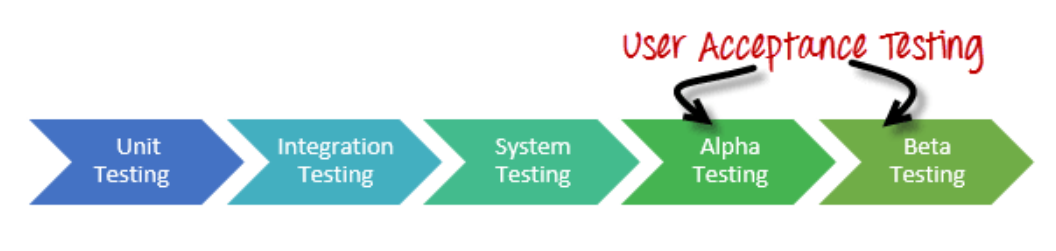 User Acceptance Testing
Unit
Testing
Integration
Testing
System
Testing
Alpha
Testing
Beta
Testing